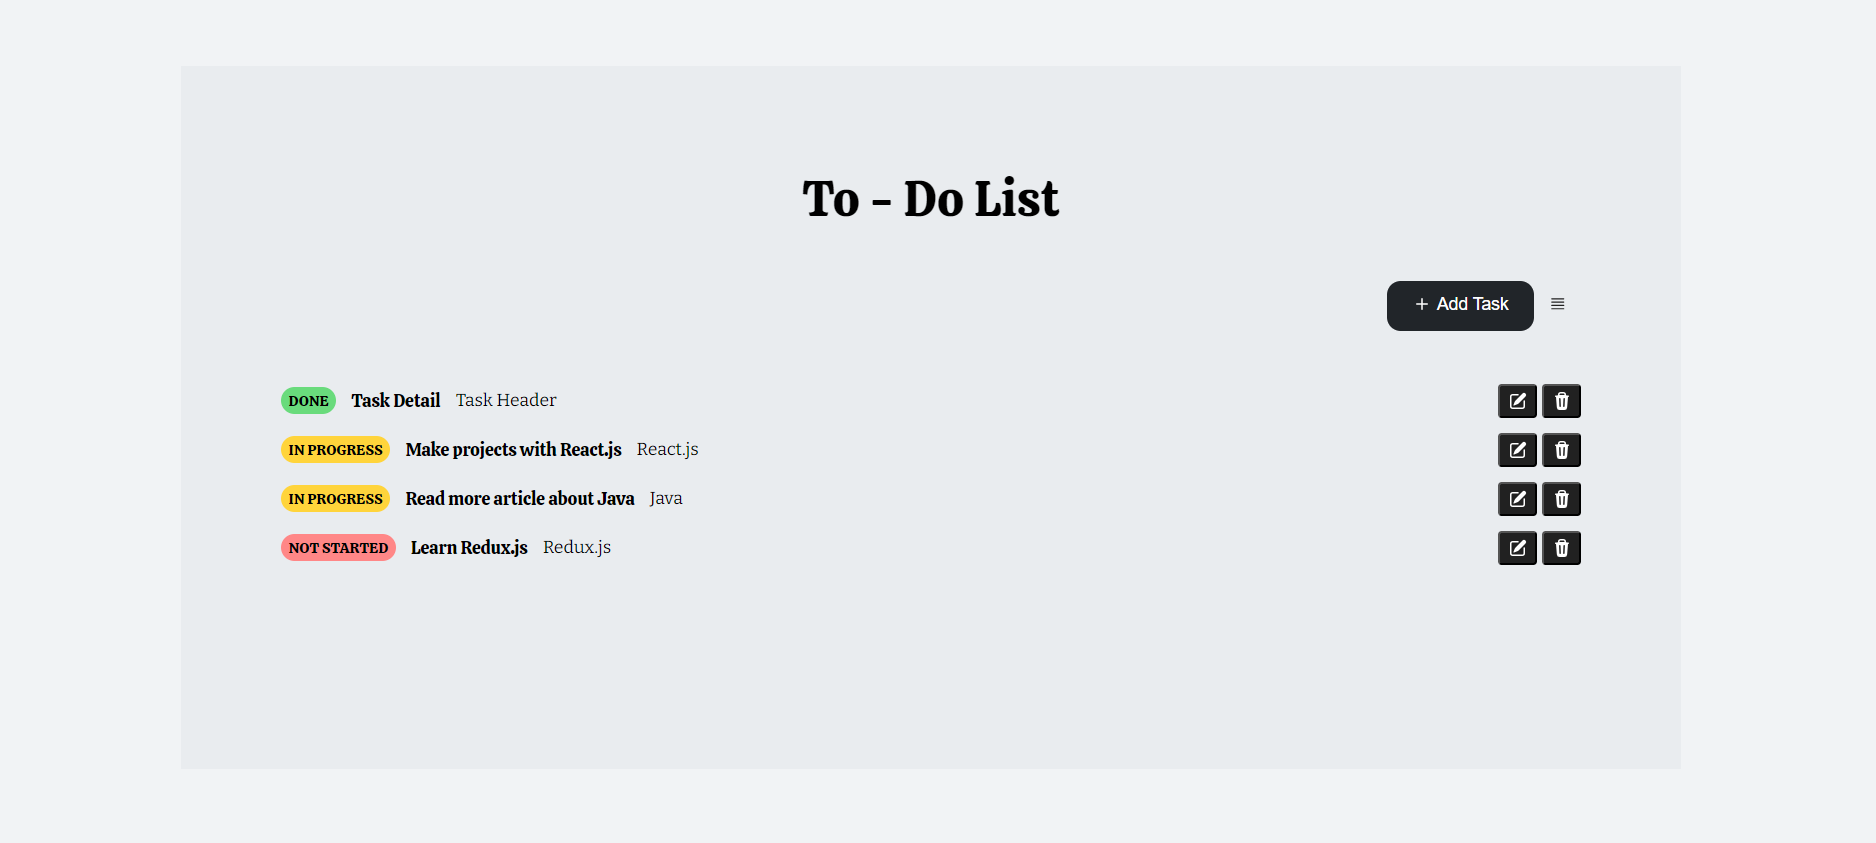 To - Do List
+ Add Task
DONE Task Detail Task Header
IN PROGRESS Make projects with React.js React.js
IN PROGRESS Read more article about Java Java
NOT STARTED Learn Redux.js Redux.js